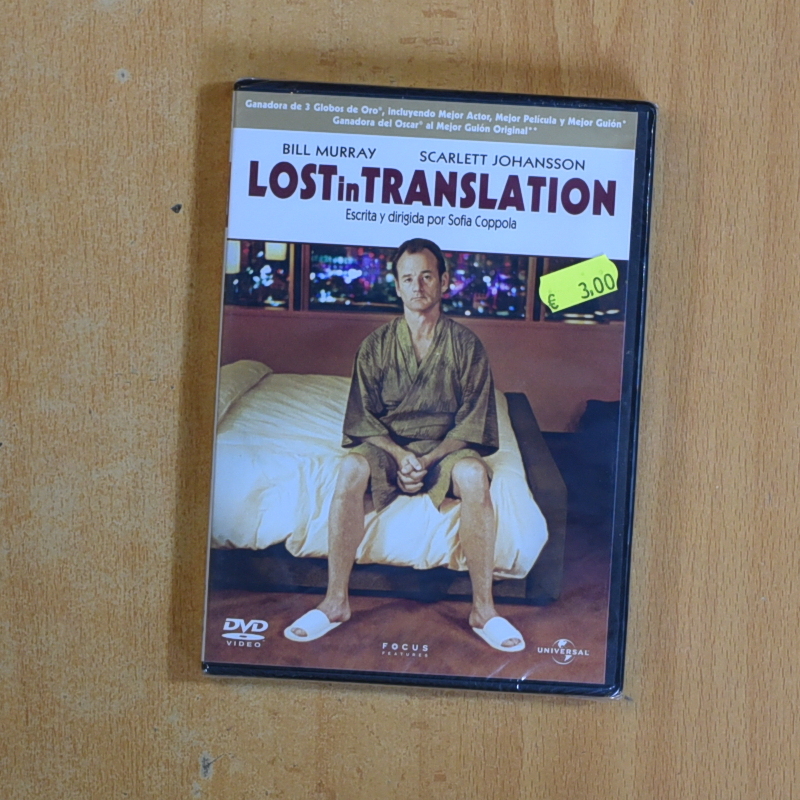 Ganadora de 3 Globos de Oro*, incluyendo Mejor Actor, Mejor Película y Mejor Guión*
Ganadora del Oscar® al Mejor Guión Original**
BILL MURRAY SCARLETT JOHANSSON
LOST in TRANSLATION
Escrita y dirigida por Sofia Coppola
€ 3,00
DVD
VIDEO
FOCUS
FEATURES
UNIVERSAL